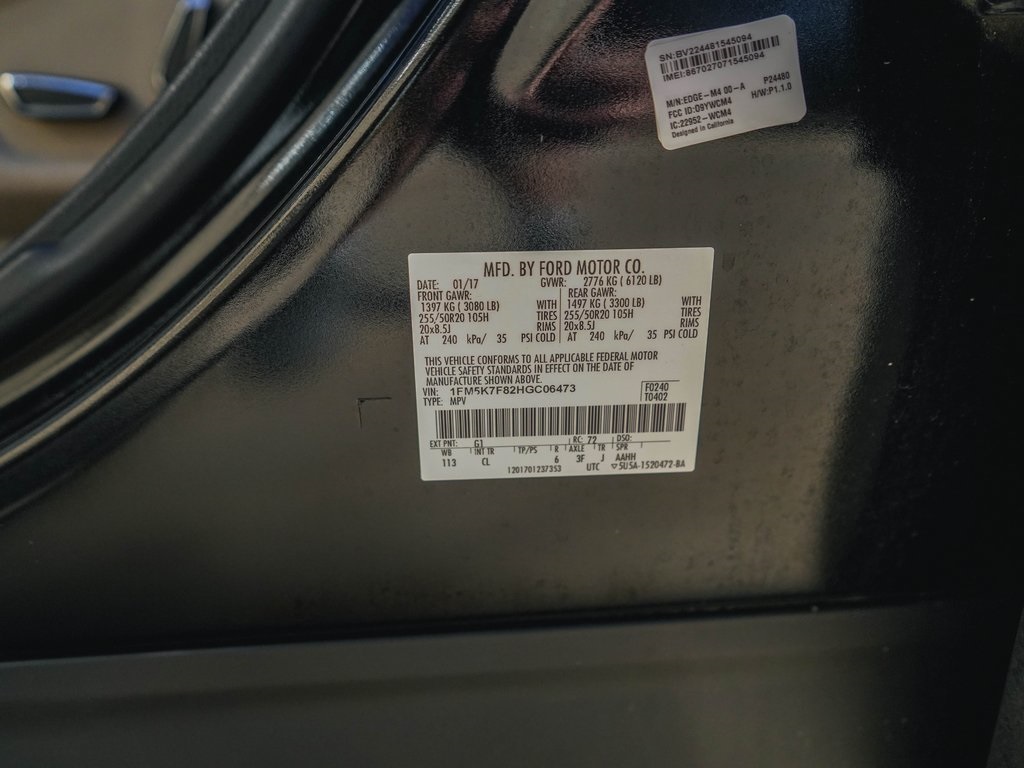 SN:BV224481545094
IMEI:867027071545094
M/N:EDGE-M4 00-A P24480
FCC ID:O9YWCM4 H/W:P1.1.0
IC:22952-WCM4
Designed in California
MFD. BY FORD MOTOR CO.
DATE: 01/17 GVWR: 2776 KG ( 6120 LB)
FRONT GAWR: REAR GAWR:
1397 KG ( 3080 LB) WITH 1497 KG ( 3300 LB) WITH
255/50R20 105H TIRES 255/50R20 105H TIRES
20x8.5J RIMS 20x8.5J RIMS
AT 240 kPa/ 35 PSI COLD AT 240 kPa/ 35 PSI COLD
THIS VEHICLE CONFORMS TO ALL APPLICABLE FEDERAL MOTOR
VEHICLE SAFETY STANDARDS IN EFFECT ON THE DATE OF
MANUFACTURE SHOWN ABOVE.
VIN: 1FM5K7F82HGC06473 F0240
TYPE: MPV T0402
EXT PNT: G1 RC: 72 DSO:
WB INT TR TP/PS R AXLE TR SPR
113 CL 6 3F J AAHH
1201701237353 UTC ▽5U5A-1520472-BA